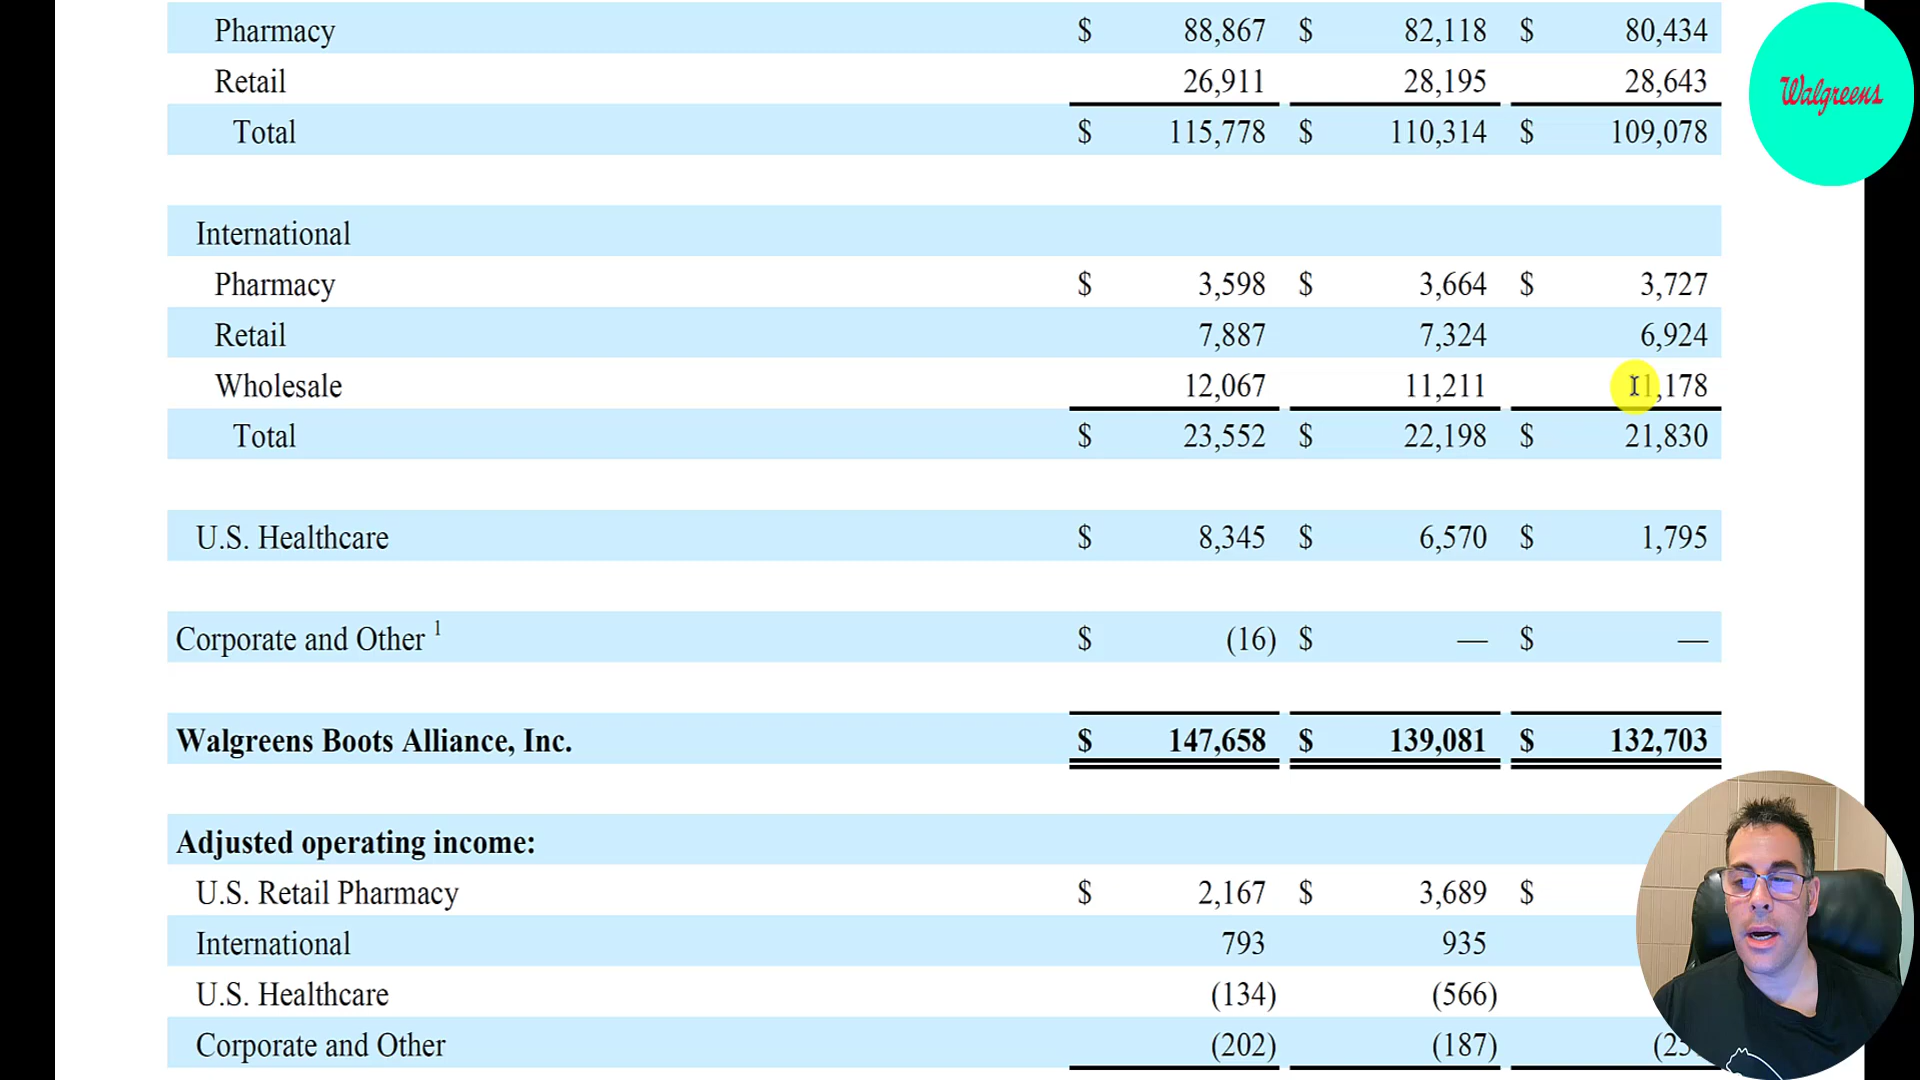 Pharmacy $ 88,867 $ 82,118 $ 80,434
Retail 26,911 28,195 28,643
Total $ 115,778 $ 110,314 $ 109,078
Walgreens
International
Pharmacy $ 3,598 $ 3,664 $ 3,727
Retail 7,887 7,324 6,924
Wholesale 12,067 11,211 11,178
Total $ 23,552 $ 22,198 $ 21,830
U.S. Healthcare $ 8,345 $ 6,570 $ 1,795
Corporate and Other 1 $ (16) $ — $ —
Walgreens Boots Alliance, Inc. $ 147,658 $ 139,081 $ 132,703
Adjusted operating income:
U.S. Retail Pharmacy $ 2,167 $ 3,689 $
International 793 935
U.S. Healthcare (134) (566)
Corporate and Other (202) (187)